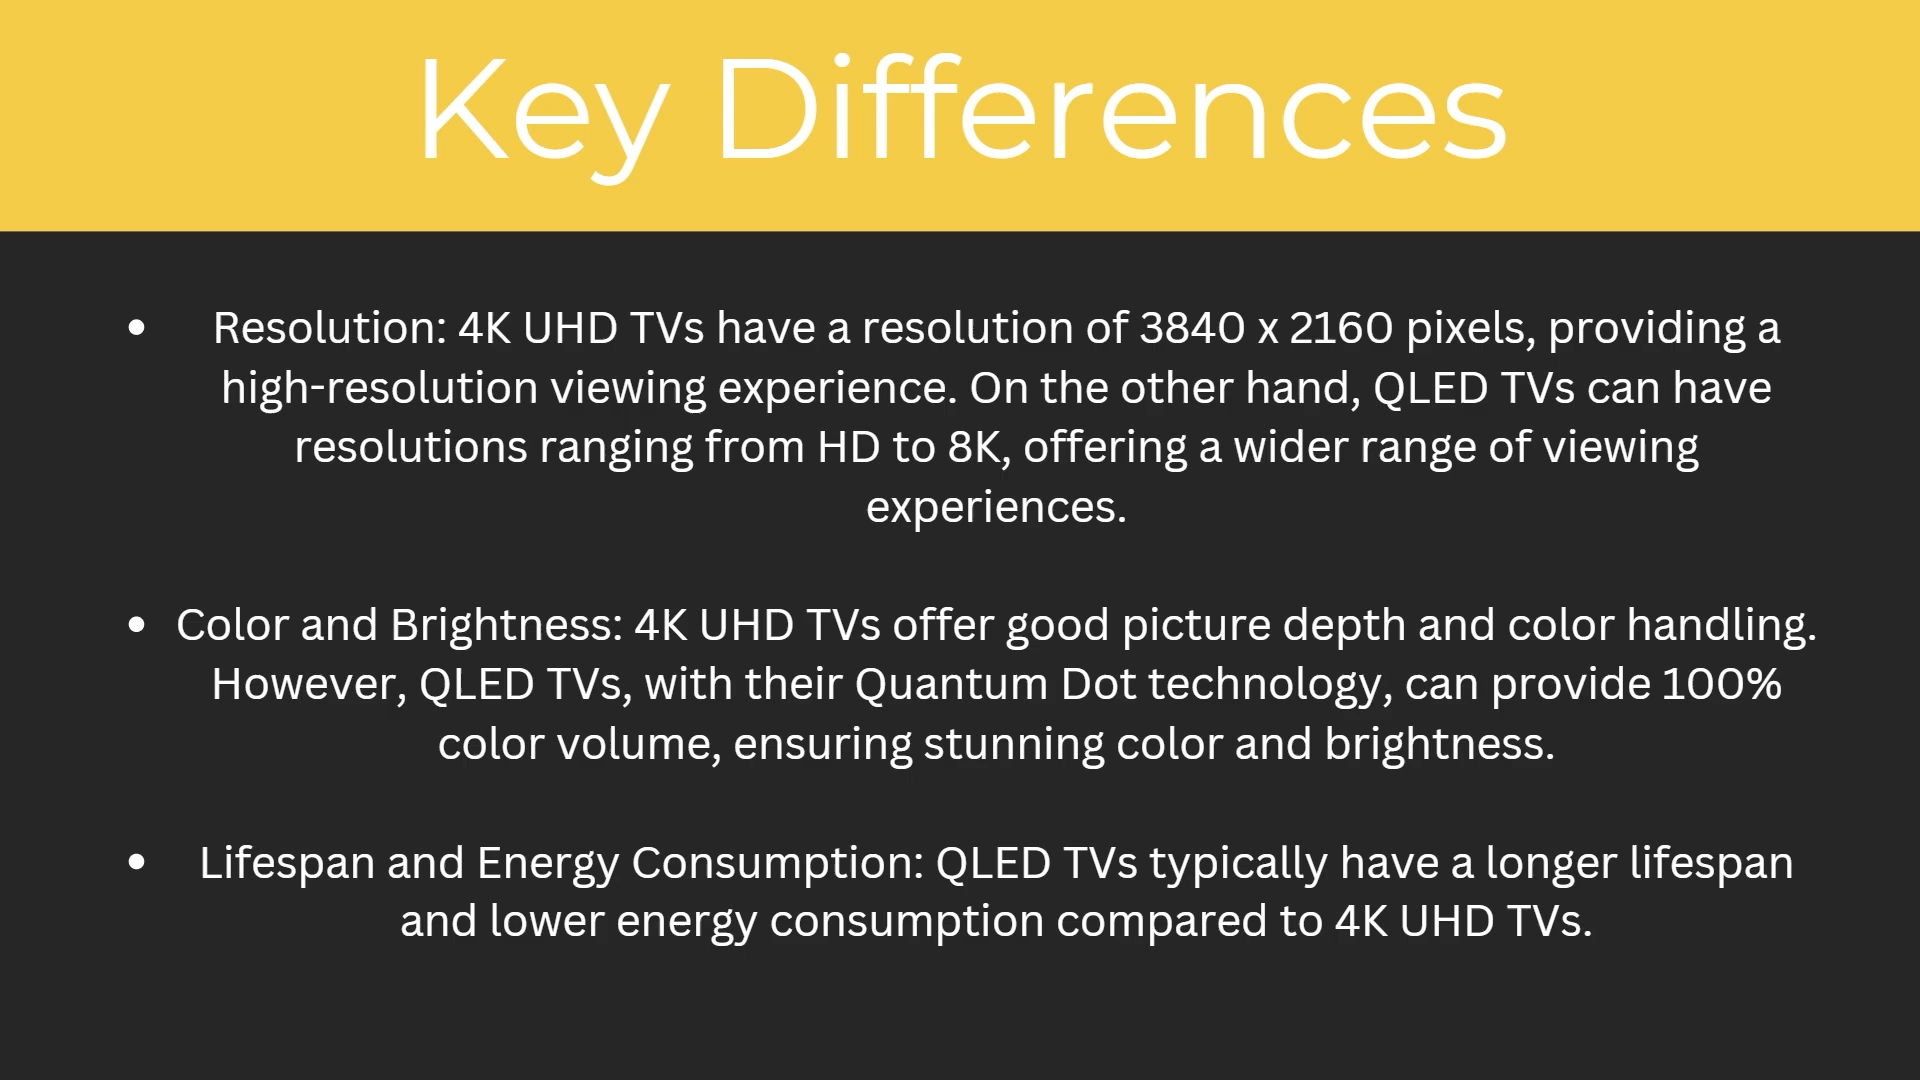 Key Differences
• Resolution: 4K UHD TVs have a resolution of 3840 x 2160 pixels, providing a
high-resolution viewing experience. On the other hand, QLED TVs can have
resolutions ranging from HD to 8K, offering a wider range of viewing
experiences.
• Color and Brightness: 4K UHD TVs offer good picture depth and color handling.
However, QLED TVs, with their Quantum Dot technology, can provide 100%
color volume, ensuring stunning color and brightness.
• Lifespan and Energy Consumption: QLED TVs typically have a longer lifespan
and lower energy consumption compared to 4K UHD TVs.